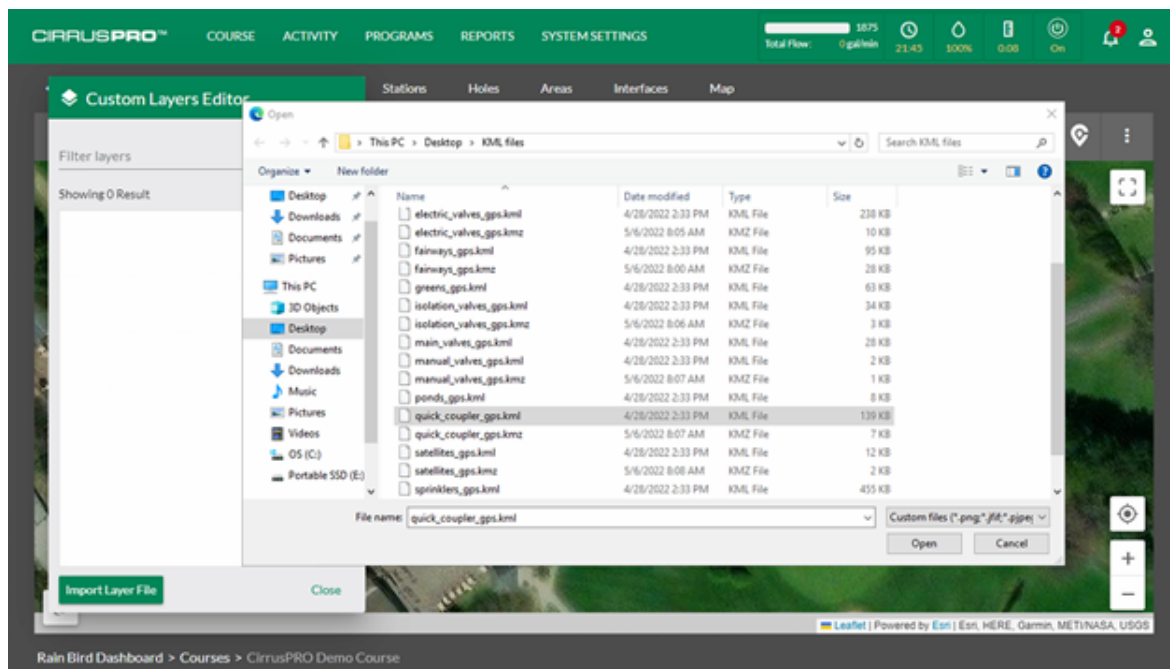 CIRRUSPRO™ COURSE ACTIVITY PROGRAMS REPORTS SYSTEM SETTINGS
Total Flow: 1875 0 gal/min 21:45 100% 0:08 On 2
Custom Layers Editor
Stations Holes Areas Interfaces Map
Open
This PC > Desktop > KML files
Search KML files
Filter layers
Organize New folder
Showing 0 Result
Name Date modified Type Size
Desktop
Downloads
Documents
Pictures
This PC
3D Objects
Desktop
Documents
Downloads
Music
Pictures
Videos
OS (C:)
Portable SSD (E:)
electric_valves_gps.kml 4/28/2022 2:33 PM KML File 238 KB
electric_valves_gps.kmz 5/6/2022 8:05 AM KMZ File 10 KB
fairways_gps.kml 4/28/2022 2:33 PM KML File 95 KB
fairways_gps.kmz 5/6/2022 8:00 AM KMZ File 28 KB
greens_gps.kml 4/28/2022 2:33 PM KML File 63 KB
isolation_valves_gps.kml 4/28/2022 2:33 PM KML File 34 KB
isolation_valves_gps.kmz 5/6/2022 8:06 AM KMZ File 3 KB
main_valves_gps.kml 4/28/2022 2:33 PM KML File 28 KB
manual_valves_gps.kml 4/28/2022 2:33 PM KML File 2 KB
manual_valves_gps.kmz 5/6/2022 8:07 AM KMZ File 1 KB
ponds_gps.kml 4/28/2022 2:33 PM KML File 8 KB
quick_coupler_gps.kml 4/28/2022 2:33 PM KML File 139 KB
quick_coupler_gps.kmz 5/6/2022 8:07 AM KMZ File 7 KB
satellites_gps.kml 4/28/2022 2:33 PM KML File 12 KB
satellites_gps.kmz 5/6/2022 8:08 AM KMZ File 2 KB
sprinklers_gps.kml 4/28/2022 2:33 PM KML File 455 KB
File name: quick_coupler_gps.kml Custom files (*.png;*.jfif;*.pjpej
Open Cancel
Import Layer File Close
+
−
Leaflet | Powered by Esri | Esri, HERE, Garmin, METI/NASA, USGS
Rain Bird Dashboard > Courses > CirrusPRO Demo Course